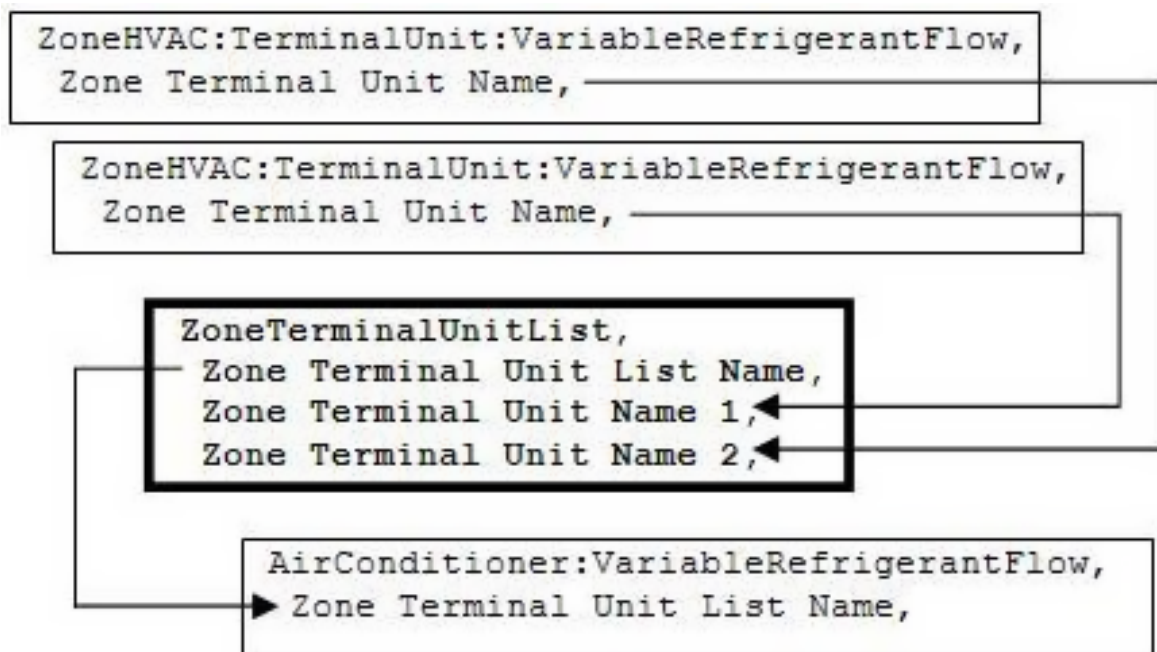 ZoneHVAC:TerminalUnit:VariableRefrigerantFlow,
Zone Terminal Unit Name,
ZoneHVAC:TerminalUnit:VariableRefrigerantFlow,
Zone Terminal Unit Name,
ZoneTerminalUnitList,
Zone Terminal Unit List Name,
Zone Terminal Unit Name 1,
Zone Terminal Unit Name 2,
AirConditioner:VariableRefrigerantFlow,
Zone Terminal Unit List Name,